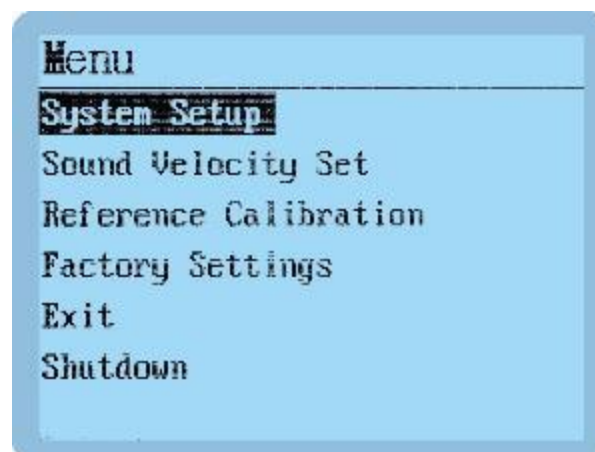 Menu
System Setup
Sound Velocity Set
Reference Calibration
Factory Settings
Exit
Shutdown